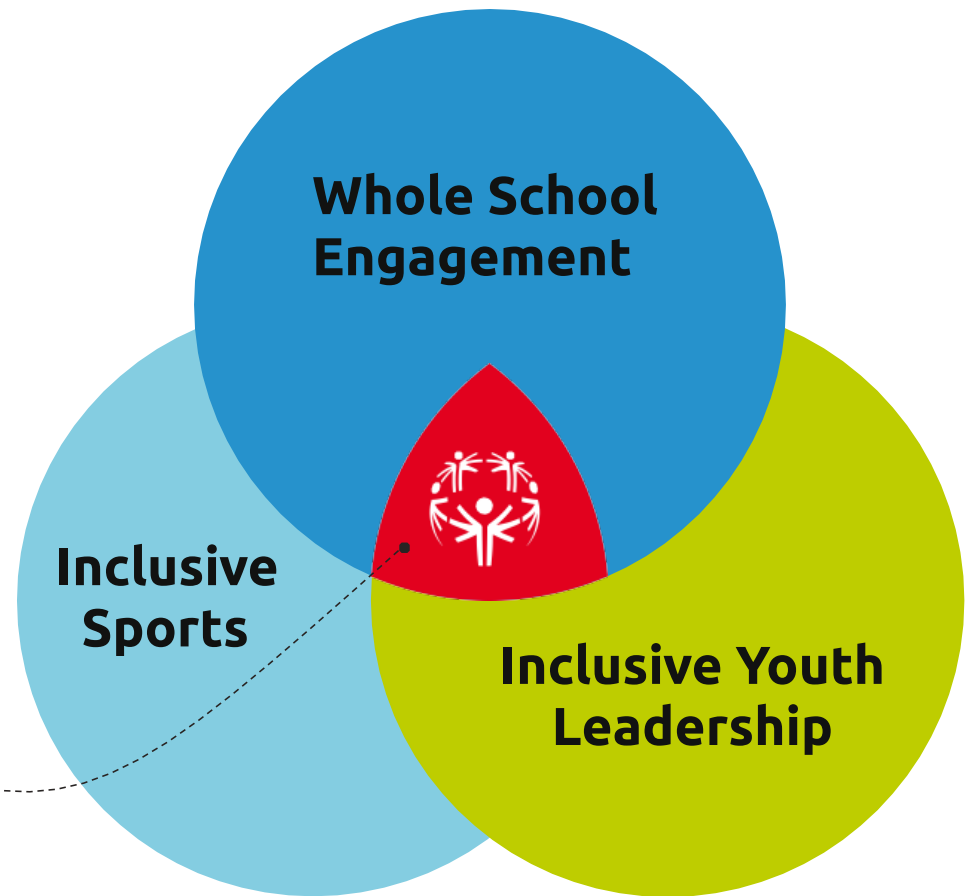 Whole School
Engagement
Inclusive
Sports
Inclusive Youth
Leadership